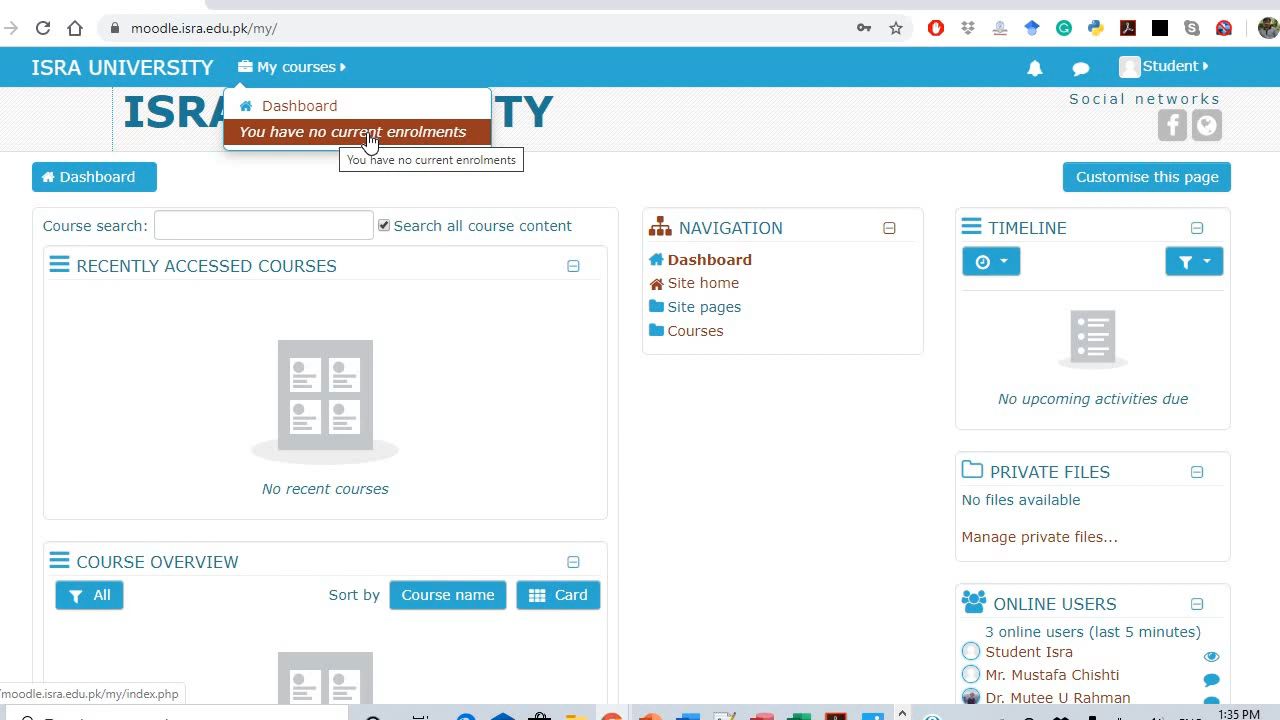 moodle.isra.edu.pk/my/
ISRA UNIVERSITY
My courses
Student
Dashboard
You have no current enrolments
You have no current enrolments
ISRA
TY
Social networks
Dashboard
Customise this page
Course search:
Search all course content
RECENTLY ACCESSED COURSES
No recent courses
COURSE OVERVIEW
All
Sort by
Course name
Card
NAVIGATION
Dashboard
Site home
Site pages
Courses
TIMELINE
No upcoming activities due
PRIVATE FILES
No files available
Manage private files...
ONLINE USERS
3 online users (last 5 minutes)
Student Isra
Mr. Mustafa Chishti
Dr. Mutee U Rahman
/moodle.isra.edu.pk/my/index.php
1:35 PM